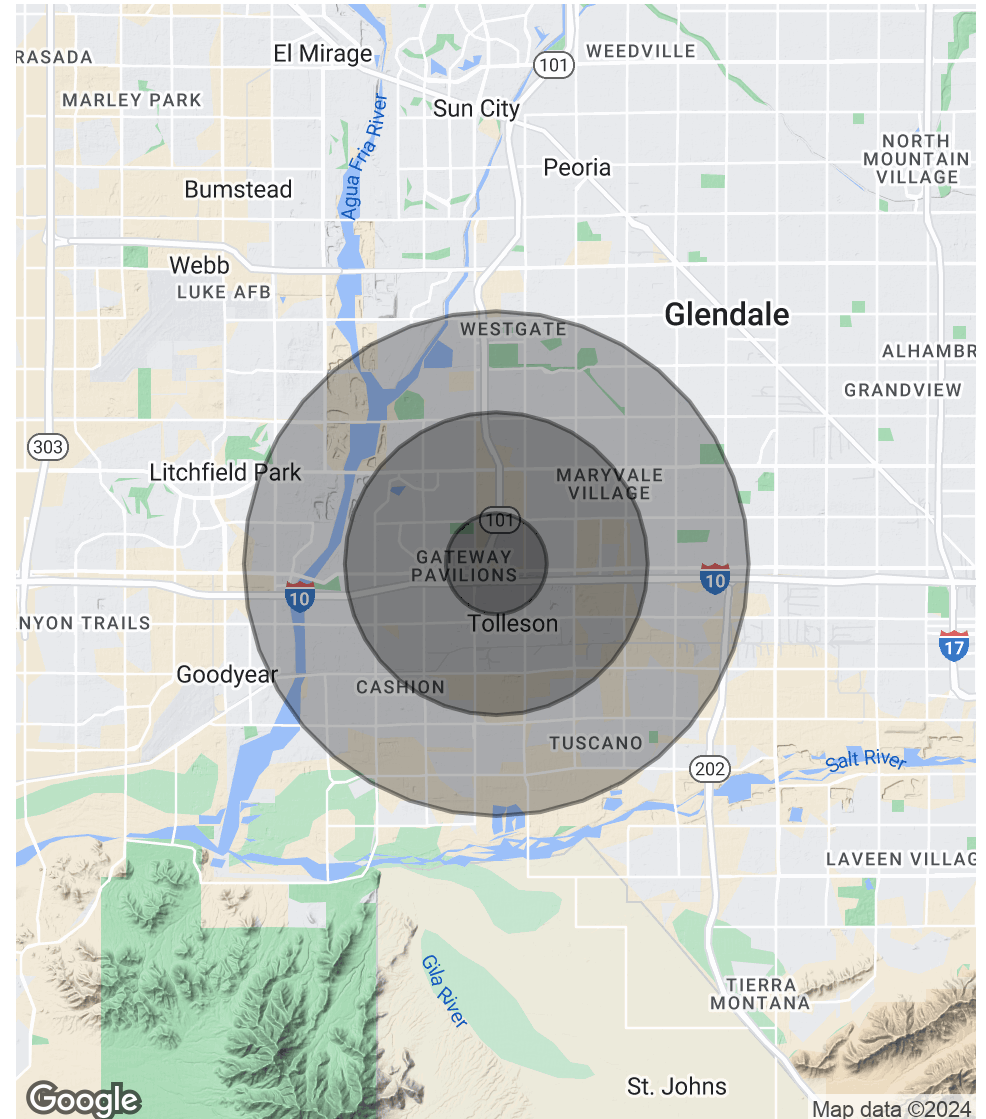 RASADA
El Mirage
101
WEEDVILLE
MARLEY PARK
Sun City
Agua Fria River
NORTH
MOUNTAIN
VILLAGE
Peoria
Bumstead
Webb
LUKE AFB
WESTGATE
Glendale
ALHAMBR
GRANDVIEW
303
Litchfield Park
MARYVALE
VILLAGE
101
GATEWAY
PAVILIONS
10
10
NYON TRAILS
Tolleson
17
Goodyear
CASHION
TUSCANO
202
Salt River
LAVEEN VILLAG
Gila River
TIERRA
MONTANA
St. Johns
Google
Map data ©2024